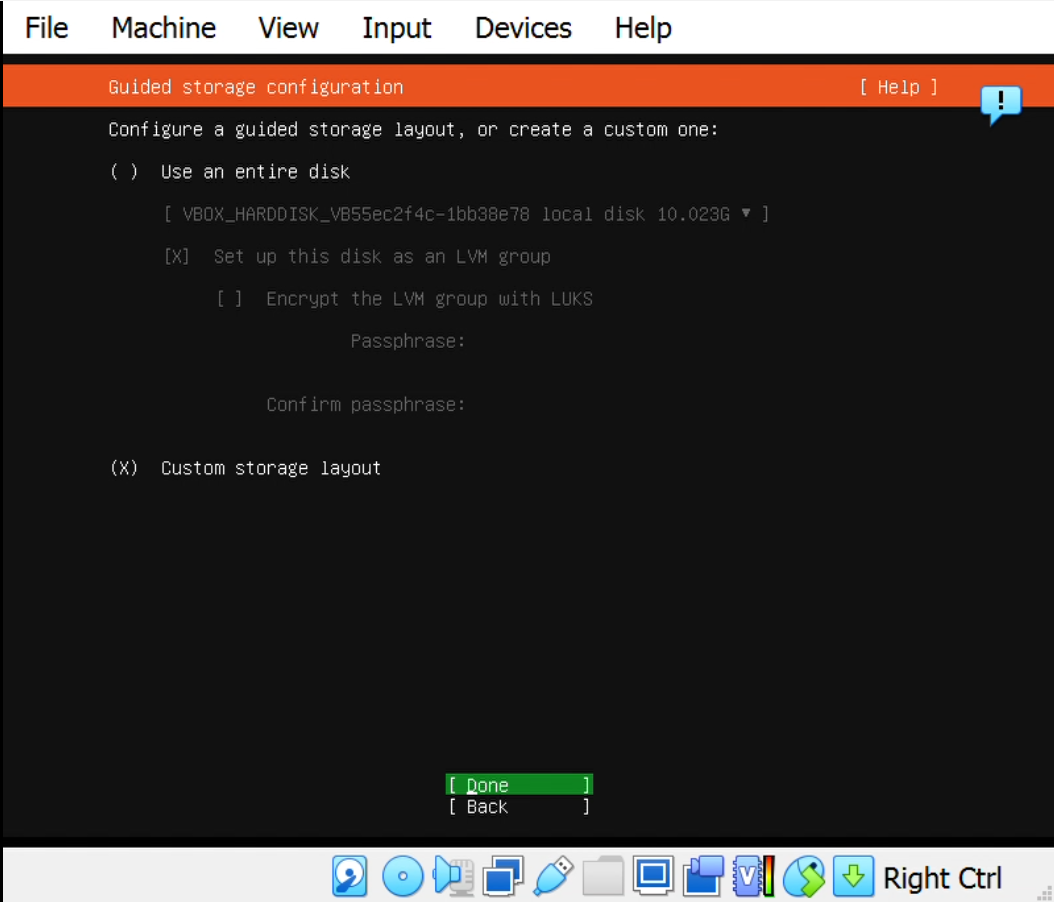 File Machine View Input Devices Help
Guided storage configuration [ Help ]
Configure a guided storage layout, or create a custom one:
( ) Use an entire disk
[ VBOX_HARDDISK_VB55ec2f4c-1bb38e78 local disk 10.023G ▾ ]
[X] Set up this disk as an LVM group
[ ] Encrypt the LVM group with LUKS
Passphrase:
Confirm passphrase:
(X) Custom storage layout
[ Done ]
[ Back ]
Right Ctrl